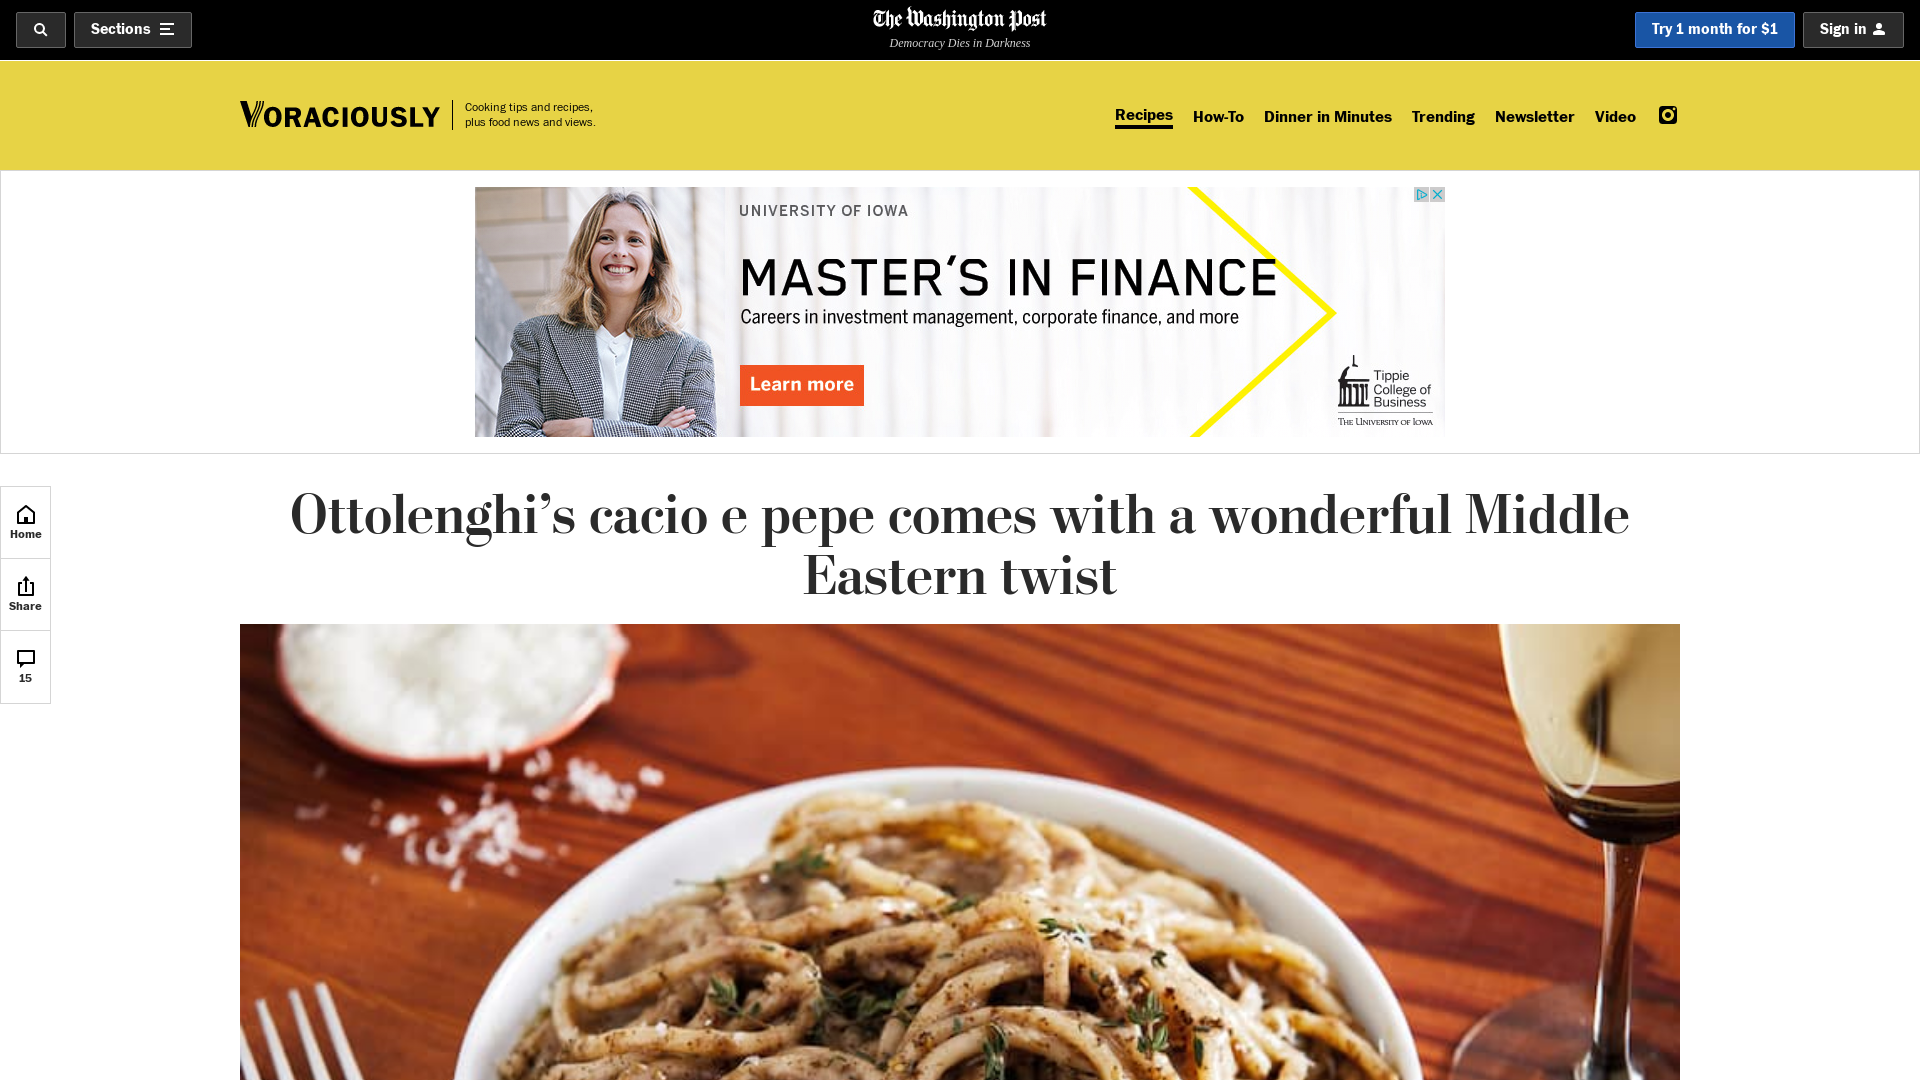 Sections
The Washington Post
Democracy Dies in Darkness
Try 1 month for $1
Sign in
VORACIOUSLY
Cooking tips and recipes,
plus food news and views.
Recipes
How-To
Dinner in Minutes
Trending
Newsletter
Video
UNIVERSITY OF IOWA
MASTER'S IN FINANCE
Careers in investment management, corporate finance, and more
Learn more
Tippie
College of
Business
THE UNIVERSITY OF IOWA
Home
Share
15
Ottolenghi’s cacio e pepe comes with a wonderful Middle
Eastern twist